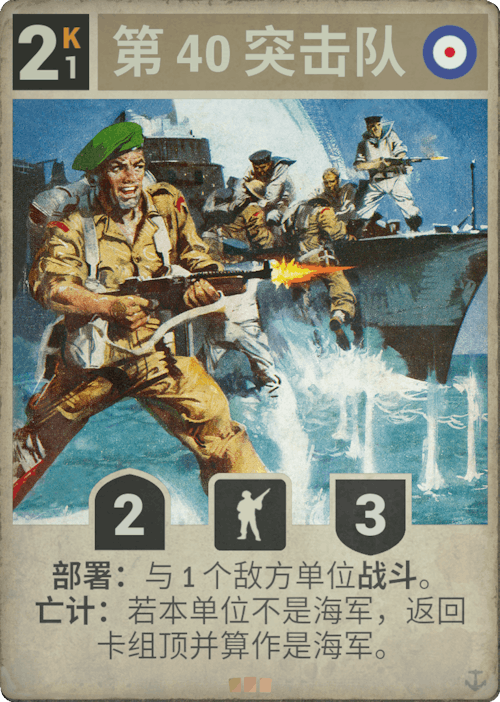 2K
1
第 40 突击队
2
3
部署：与 1 个敌方单位战斗。
亡计：若本单位不是海军，返回
卡组顶并算作是海军。